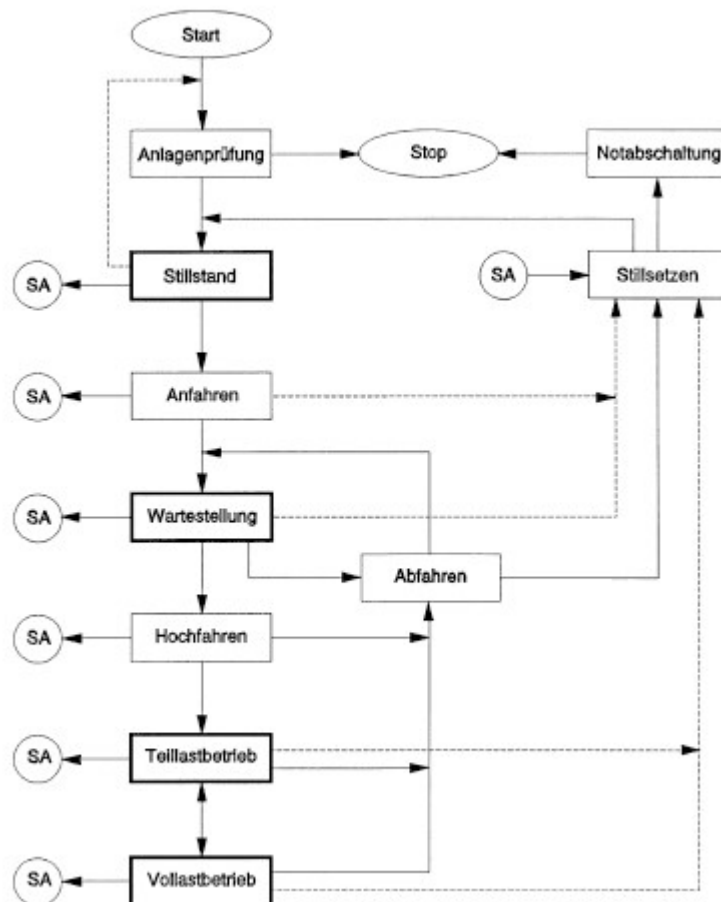 Start
Anlagenprüfung
Stop
Notabschaltung
SA
Stillstand
SA
Stillsetzen
SA
Anfahren
SA
Wartestellung
Abfahren
SA
Hochfahren
SA
Teillastbetrieb
SA
Vollastbetrieb